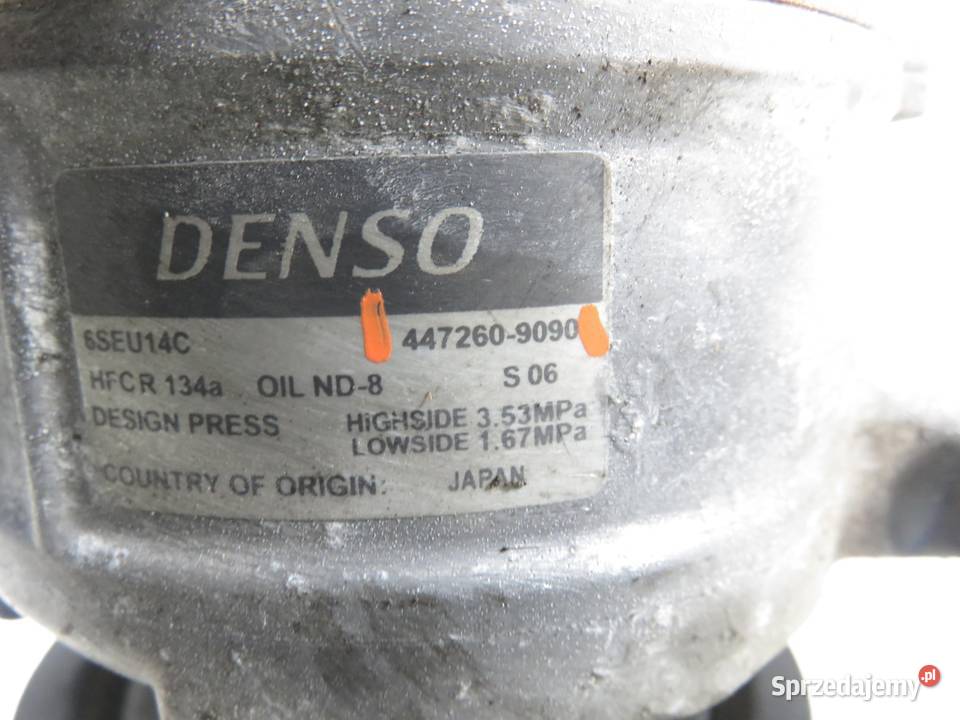 DENSO
6SEU14C 447260-9090
HFC R 134a OIL ND-8 S 06
DESIGN PRESS HIGHSIDE 3.53MPa
LOWSIDE 1.67MPa
COUNTRY OF ORIGIN: JAPAN
Sprzedajemy.pl